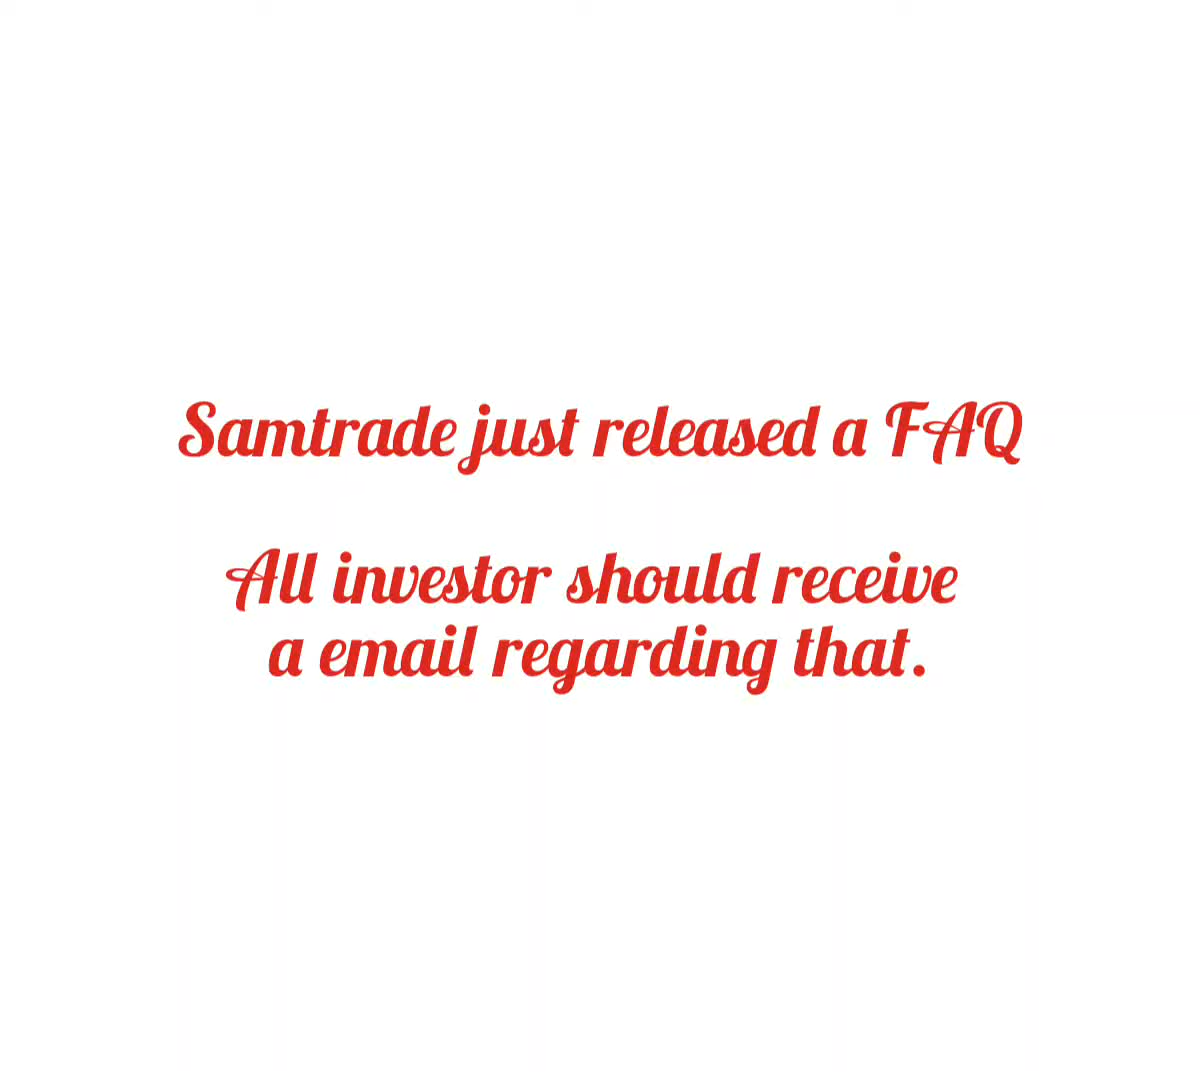 Samtrade just released a FAQ
All investor should receive
a email regarding that.